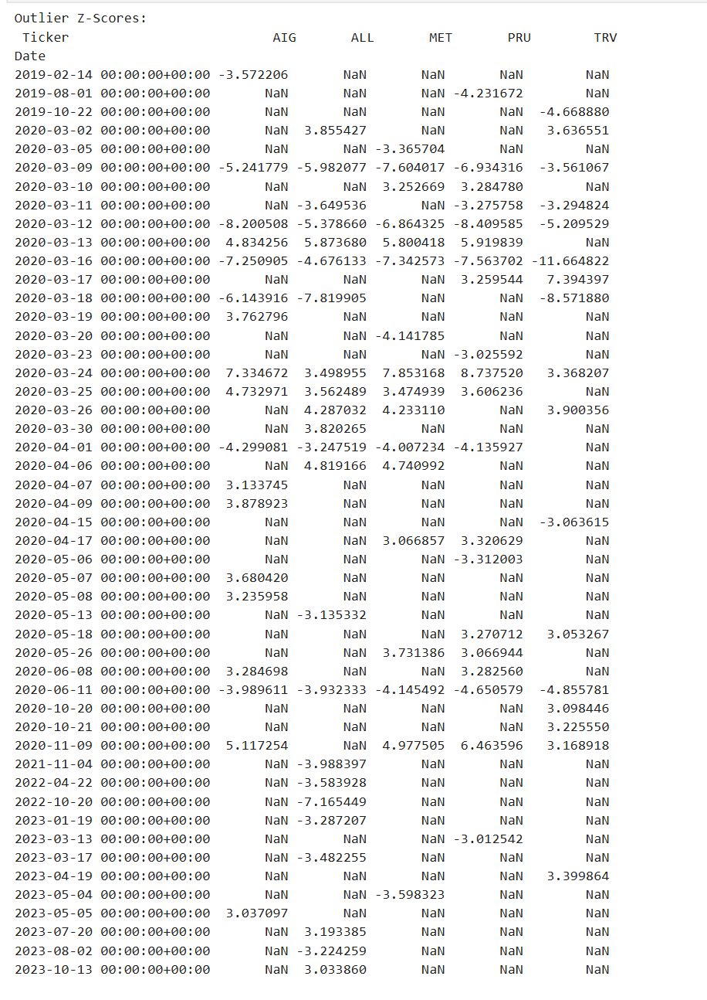 Outlier Z-Scores:
Ticker AIG ALL MET PRU TRV
Date
2019-02-14 00:00:00+00:00 -3.572206 NaN NaN NaN NaN
2019-08-01 00:00:00+00:00 NaN NaN NaN -4.231672 NaN
2019-10-22 00:00:00+00:00 NaN NaN NaN NaN -4.668880
2020-03-02 00:00:00+00:00 NaN 3.855427 NaN NaN 3.636551
2020-03-05 00:00:00+00:00 NaN NaN -3.365704 NaN NaN
2020-03-09 00:00:00+00:00 -5.241779 -5.982077 -7.604017 -6.934316 -3.561067
2020-03-10 00:00:00+00:00 NaN NaN 3.252669 3.284780 NaN
2020-03-11 00:00:00+00:00 NaN -3.649536 NaN -3.275758 -3.294824
2020-03-12 00:00:00+00:00 -8.200508 -5.378660 -6.864325 -8.409585 -5.209529
2020-03-13 00:00:00+00:00 4.834256 5.873680 5.800418 5.919839 NaN
2020-03-16 00:00:00+00:00 -7.250905 -4.676133 -7.342573 -7.563702 -11.664822
2020-03-17 00:00:00+00:00 NaN NaN NaN 3.259544 7.394397
2020-03-18 00:00:00+00:00 -6.143916 -7.819905 NaN NaN -8.571880
2020-03-19 00:00:00+00:00 3.762796 NaN NaN NaN NaN
2020-03-20 00:00:00+00:00 NaN NaN -4.141785 NaN NaN
2020-03-23 00:00:00+00:00 NaN NaN NaN -3.025592 NaN
2020-03-24 00:00:00+00:00 7.334672 3.498955 7.853168 8.737520 3.368207
2020-03-25 00:00:00+00:00 4.732971 3.562489 3.474939 3.606236 NaN
2020-03-26 00:00:00+00:00 NaN 4.287032 4.233110 NaN 3.900356
2020-03-30 00:00:00+00:00 NaN 3.820265 NaN NaN NaN
2020-04-01 00:00:00+00:00 -4.299081 -3.247519 -4.007234 -4.135927 NaN
2020-04-06 00:00:00+00:00 NaN 4.819166 4.740992 NaN NaN
2020-04-07 00:00:00+00:00 3.133745 NaN NaN NaN NaN
2020-04-09 00:00:00+00:00 3.878923 NaN NaN NaN NaN
2020-04-15 00:00:00+00:00 NaN NaN NaN NaN -3.063615
2020-04-17 00:00:00+00:00 NaN NaN 3.066857 3.320629 NaN
2020-05-06 00:00:00+00:00 NaN NaN NaN -3.312003 NaN
2020-05-07 00:00:00+00:00 3.680420 NaN NaN NaN NaN
2020-05-08 00:00:00+00:00 3.235958 NaN NaN NaN NaN
2020-05-13 00:00:00+00:00 NaN -3.135332 NaN NaN NaN
2020-05-18 00:00:00+00:00 NaN NaN NaN 3.270712 3.053267
2020-05-26 00:00:00+00:00 NaN NaN 3.731386 3.066944 NaN
2020-06-08 00:00:00+00:00 3.284698 NaN NaN 3.282560 NaN
2020-06-11 00:00:00+00:00 -3.989611 -3.932333 -4.145492 -4.650579 -4.855781
2020-10-20 00:00:00+00:00 NaN NaN NaN NaN 3.098446
2020-10-21 00:00:00+00:00 NaN NaN NaN NaN 3.225550
2020-11-09 00:00:00+00:00 5.117254 NaN 4.977505 6.463596 3.168918
2021-11-04 00:00:00+00:00 NaN -3.988397 NaN NaN NaN
2022-04-22 00:00:00+00:00 NaN -3.583928 NaN NaN NaN
2022-10-20 00:00:00+00:00 NaN -7.165449 NaN NaN NaN
2023-01-19 00:00:00+00:00 NaN -3.287207 NaN NaN NaN
2023-03-13 00:00:00+00:00 NaN NaN NaN -3.012542 NaN
2023-03-17 00:00:00+00:00 NaN -3.482255 NaN NaN NaN
2023-04-19 00:00:00+00:00 NaN NaN NaN NaN 3.399864
2023-05-04 00:00:00+00:00 NaN NaN -3.598323 NaN NaN
2023-05-05 00:00:00+00:00 3.037097 NaN NaN NaN NaN
2023-07-20 00:00:00+00:00 NaN 3.193385 NaN NaN NaN
2023-08-02 00:00:00+00:00 NaN -3.224259 NaN NaN NaN
2023-10-13 00:00:00+00:00 NaN 3.033860 NaN NaN NaN